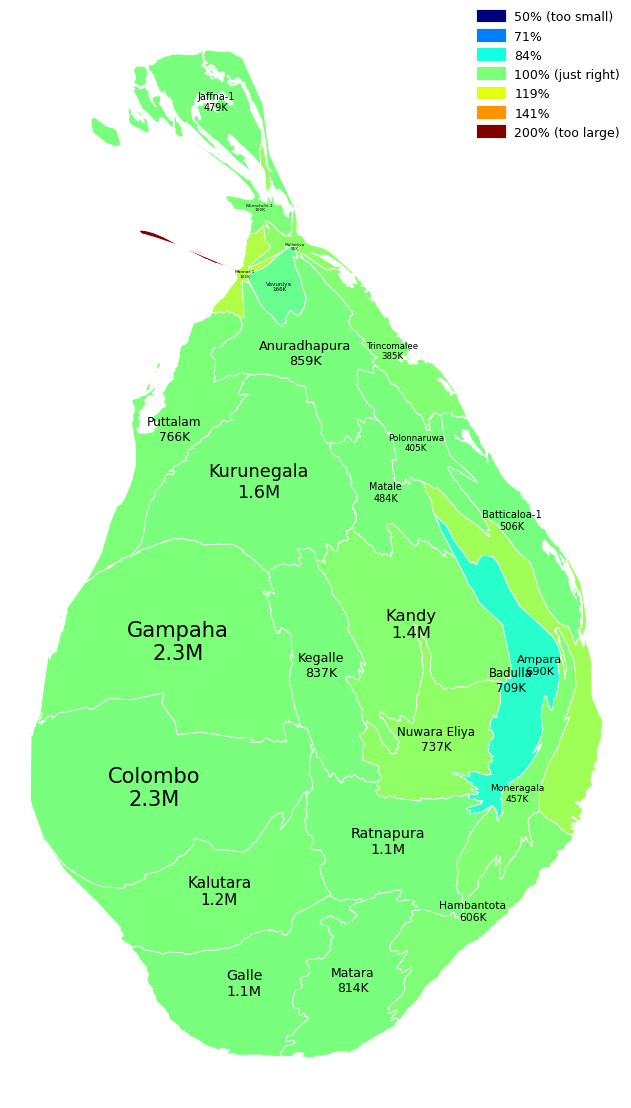 50% (too small)
71%
84%
100% (just right)
119%
141%
200% (too large)
Jaffna-1
479K
Kilinochchi-1
100K
Mullaitivu
91K
Mannar-1
101K
Vavuniya
166K
Anuradhapura
859K
Trincomalee
385K
Puttalam
766K
Polonnaruwa
405K
Kurunegala
1.6M
Matale
484K
Batticaloa-1
506K
Kandy
1.4M
Gampaha
2.3M
Kegalle
837K
Ampara
690K
Badulla
709K
Nuwara Eliya
737K
Colombo
2.3M
Moneragala
457K
Ratnapura
1.1M
Kalutara
1.2M
Hambantota
606K
Galle
1.1M
Matara
814K